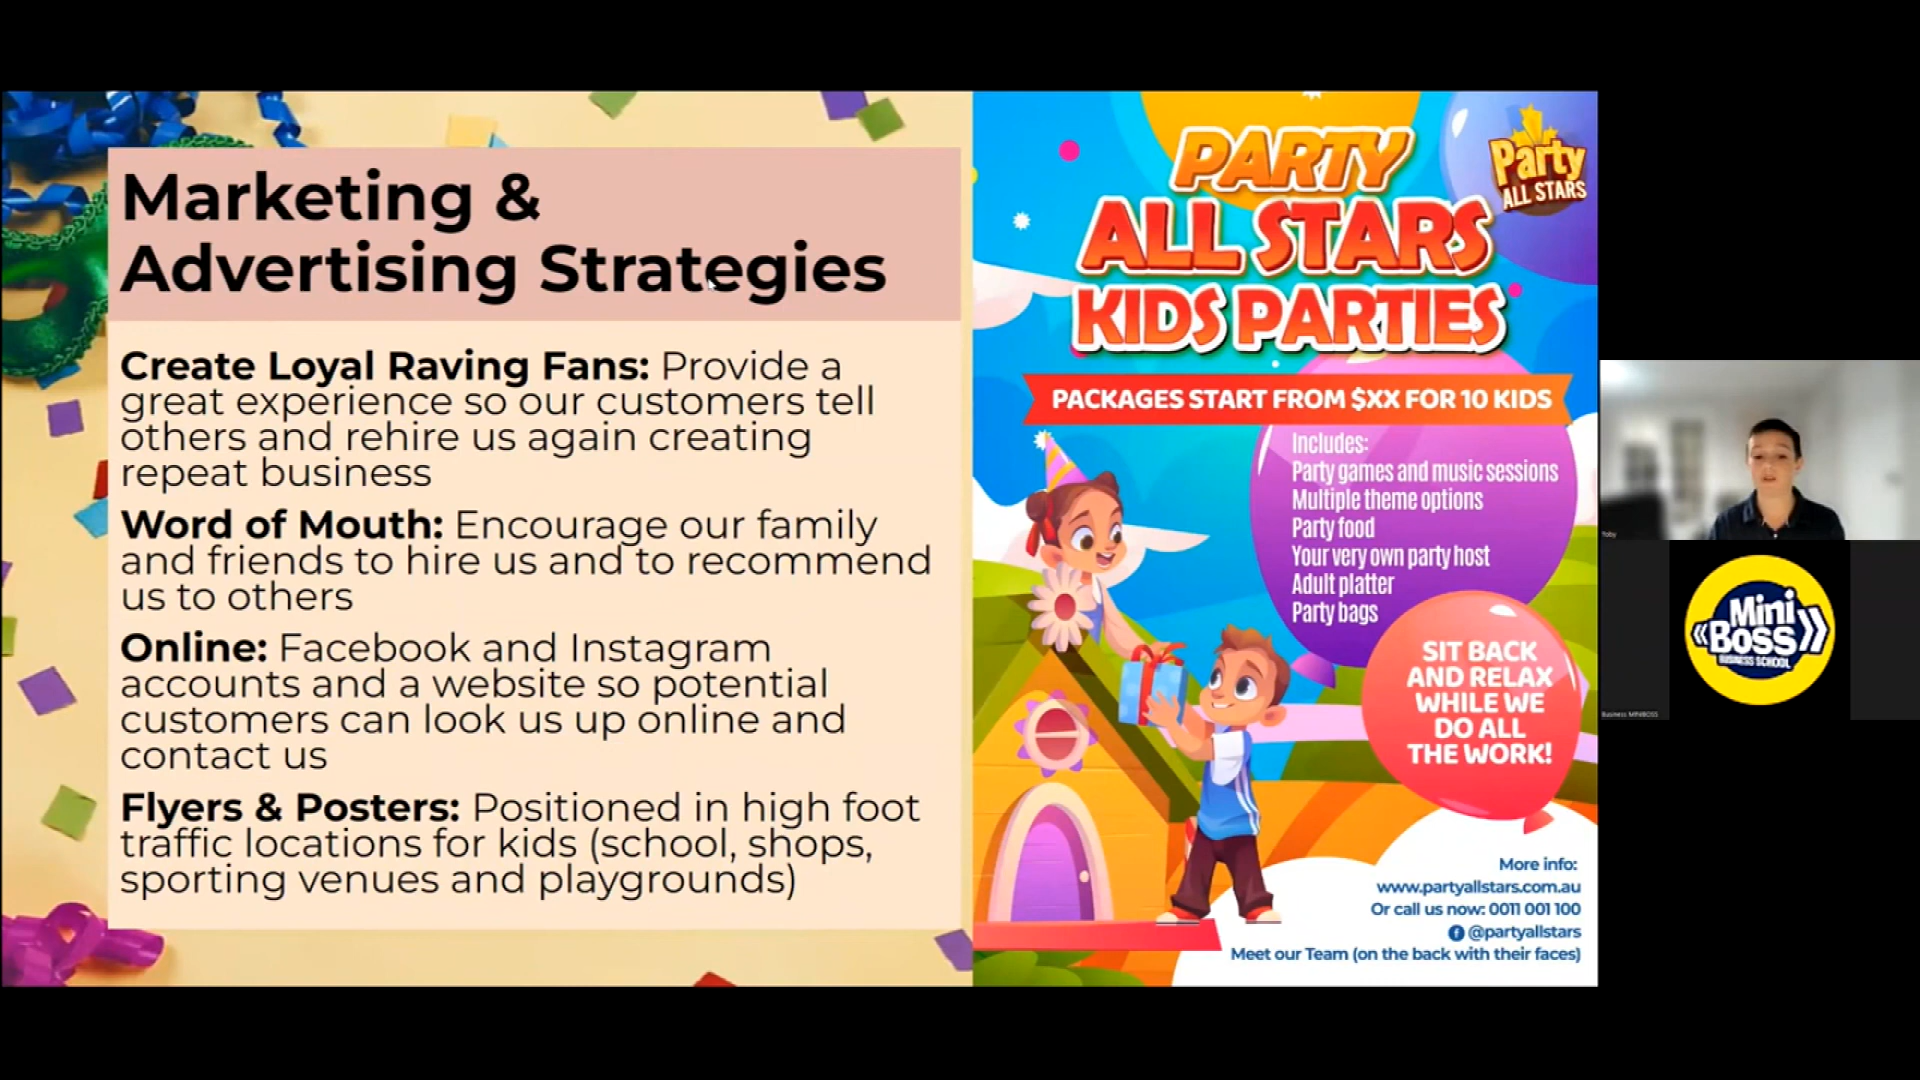 Marketing &
Advertising Strategies
Create Loyal Raving Fans: Provide a
great experience so our customers tell
others and rehire us again creating
repeat business
Word of Mouth: Encourage our family
and friends to hire us and to recommend
us to others
Online: Facebook and Instagram
accounts and a website so potential
customers can look us up online and
contact us
Flyers & Posters: Positioned in high foot
traffic locations for kids (school, shops,
sporting venues and playgrounds)
PARTY
ALL STARS
KIDS PARTIES
Party
ALL STARS
PACKAGES START FROM $XX FOR 10 KIDS
Includes:
Party games and music sessions
Multiple theme options
Party food
Your very own party host
Adult platter
Party bags
SIT BACK
AND RELAX
WHILE WE
DO ALL
THE WORK!
More info:
www.partyallstars.com.au
Or call us now: 0011 001 100
@partyallstars
Meet our Team (on the back with their faces)
Toby
Mini
Boss
BUSINESS SCHOOL
Business MINIBOSS